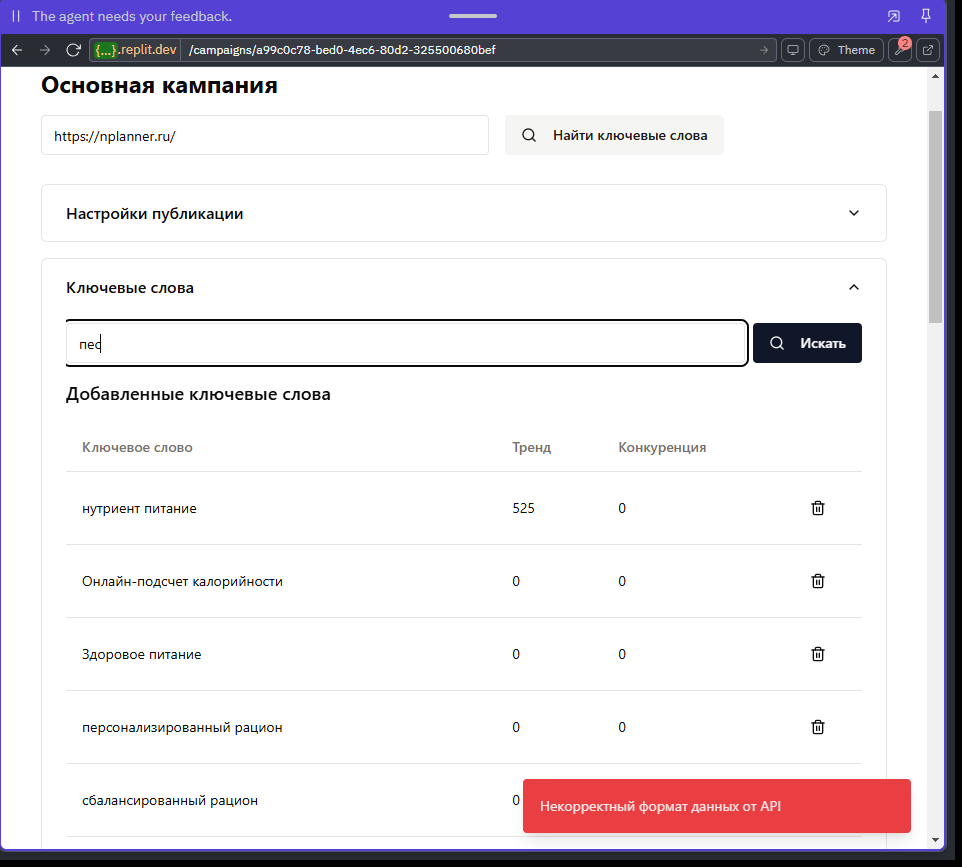 The agent needs your feedback.
{...}.replit.dev /campaigns/a99c0c78-bed0-4ec6-80d2-325500680bef Theme 2
Основная кампания
https://nplanner.ru/ Найти ключевые слова
Настройки публикации
Ключевые слова
пес Искать
Добавленные ключевые слова
Ключевое слово Тренд Конкуренция
нутриент питание 525 0
Онлайн-подсчет калорийности 0 0
Здоровое питание 0 0
персонализированный рацион 0 0
сбалансированный рацион 0
Некорректный формат данных от API